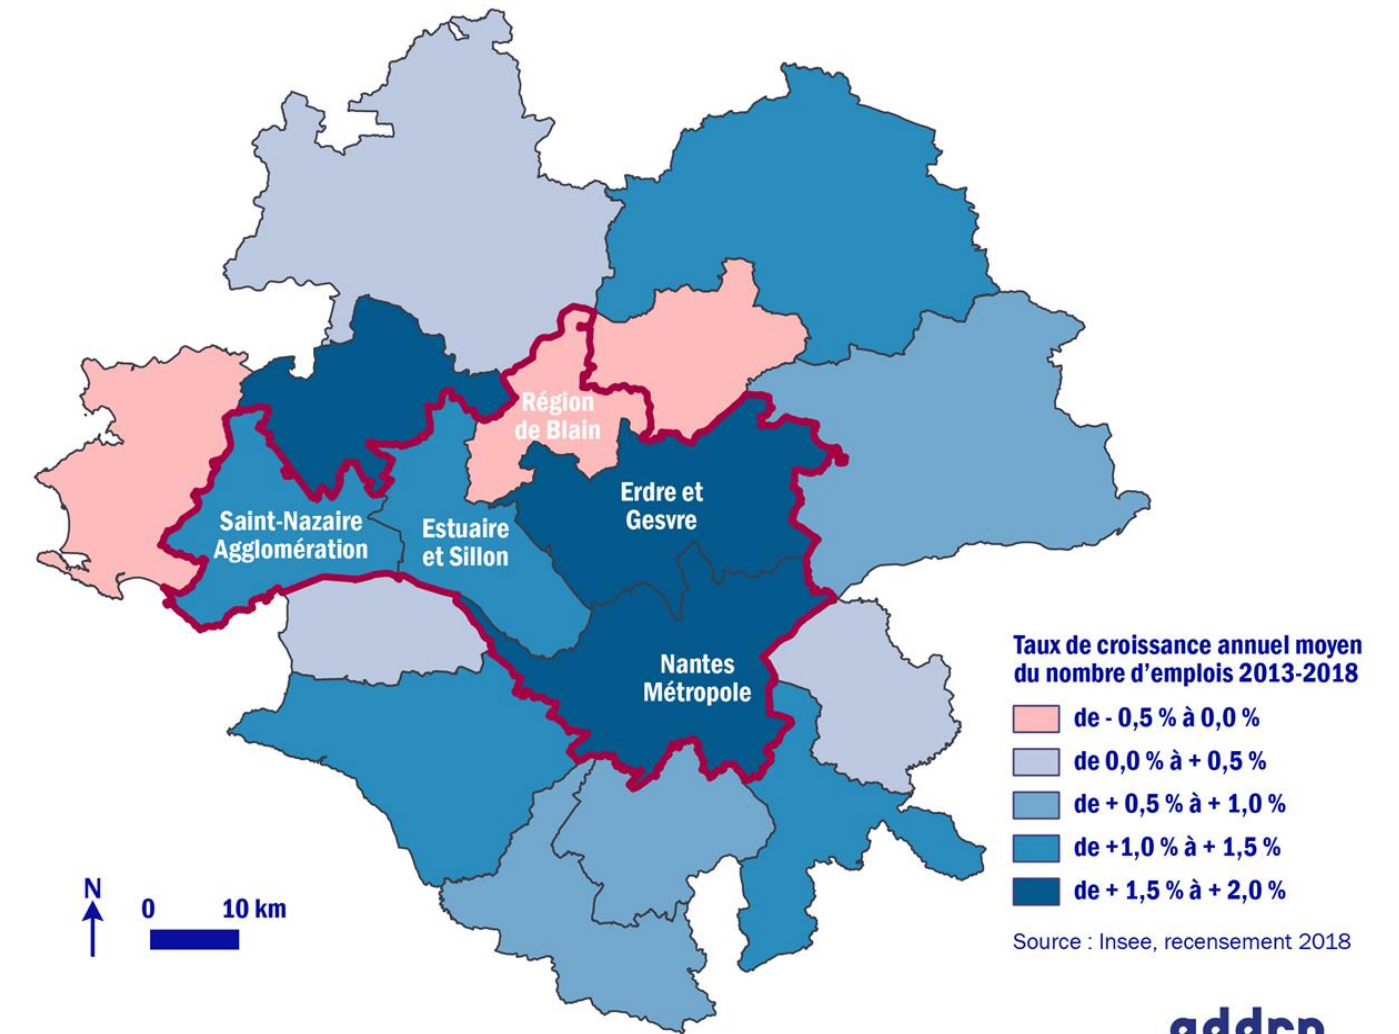 Région
de Blain
Erdre et
Gesvre
Saint-Nazaire
Agglomération
Estuaire
et Sillon
Nantes
Métropole
Taux de croissance annuel moyen
du nombre d'emplois 2013-2018
de - 0,5 % à 0,0 %
de 0,0 % à + 0,5 %
de + 0,5 % à + 1,0 %
de +1,0 % à + 1,5 %
de + 1,5 % à + 2,0 %
N
0 10 km
Source : Insee, recensement 2018
addrn